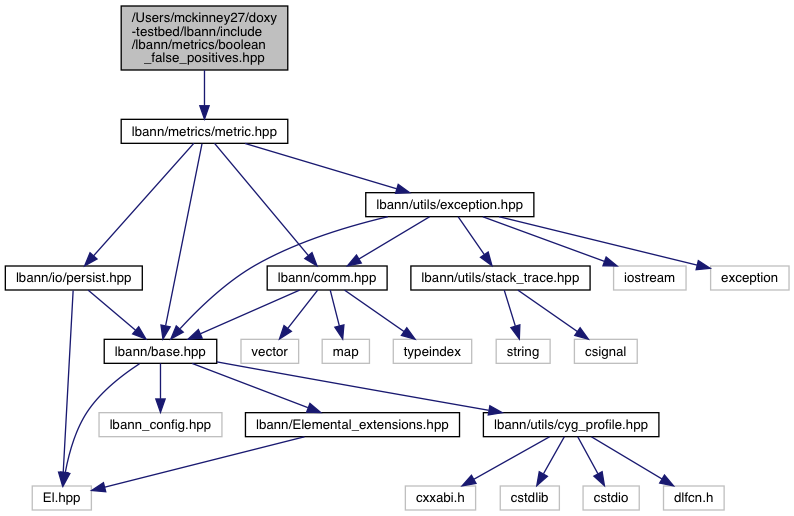 /Users/mckinney27/doxy
-testbed/lbann/include
/lbann/metrics/boolean
_false_positives.hpp
lbann/metrics/metric.hpp
lbann/utils/exception.hpp
lbann/io/persist.hpp
lbann/comm.hpp
lbann/utils/stack_trace.hpp
iostream
exception
lbann/base.hpp
vector
map
typeindex
string
csignal
lbann_config.hpp
lbann/Elemental_extensions.hpp
lbann/utils/cyg_profile.hpp
El.hpp
cxxabi.h
cstdlib
cstdio
dlfcn.h